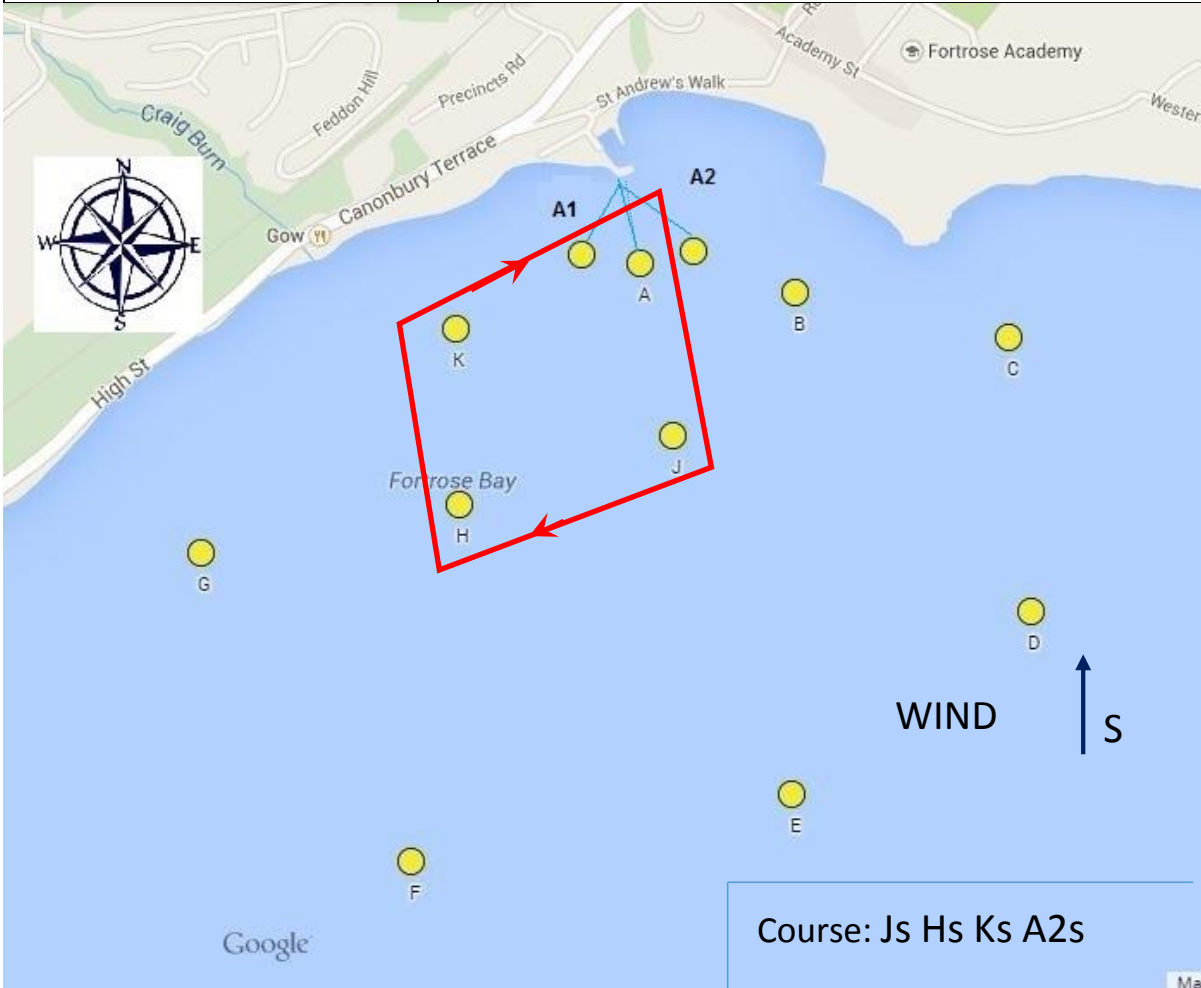 Academy St
Fortrose Academy
Precincts Rd
St Andrew's Walk
Feddon Hill
Wester
Craig Burn
Canonbury Terrace
N
A2
A1
Gow
W
E
S
A
B
K
C
High St
J
Fortrose Bay
H
G
D
WIND
S
E
F
Course: Js Hs Ks A2s
Google